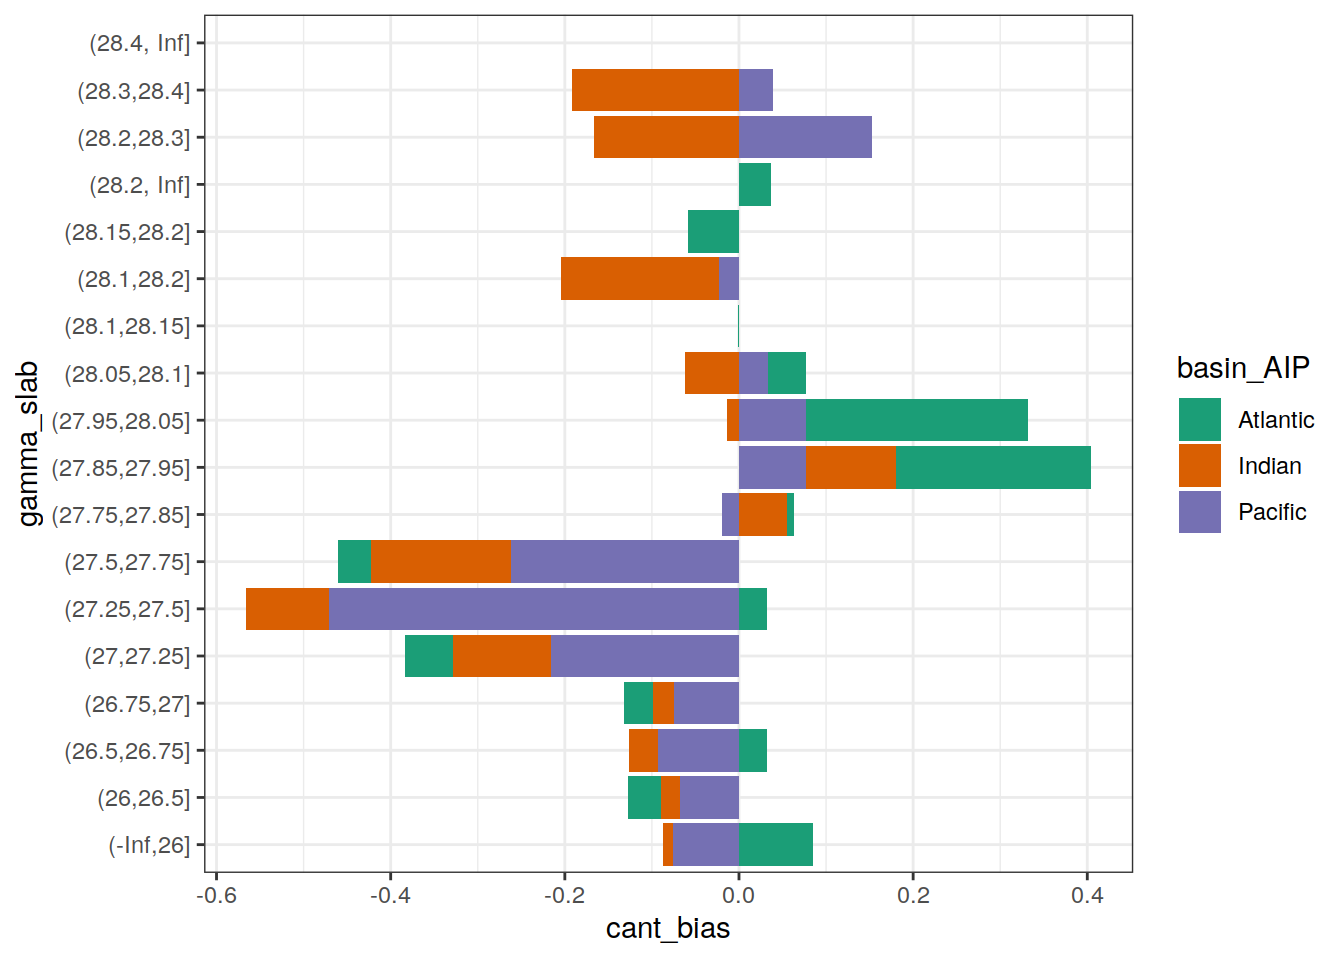 (28.4, Inf]
(28.3,28.4]
(28.2,28.3]
(28.2, Inf]
(28.15,28.2]
(28.1,28.2]
(28.1,28.15]
(28.05,28.1]
(27.95,28.05]
(27.85,27.95]
(27.75,27.85]
(27.5,27.75]
(27.25,27.5]
(27,27.25]
(26.75,27]
(26.5,26.75]
(26,26.5]
(-Inf,26]
gamma_slab
-0.6 -0.4 -0.2 0.0 0.2 0.4
cant_bias
basin_AIP
Atlantic
Indian
Pacific